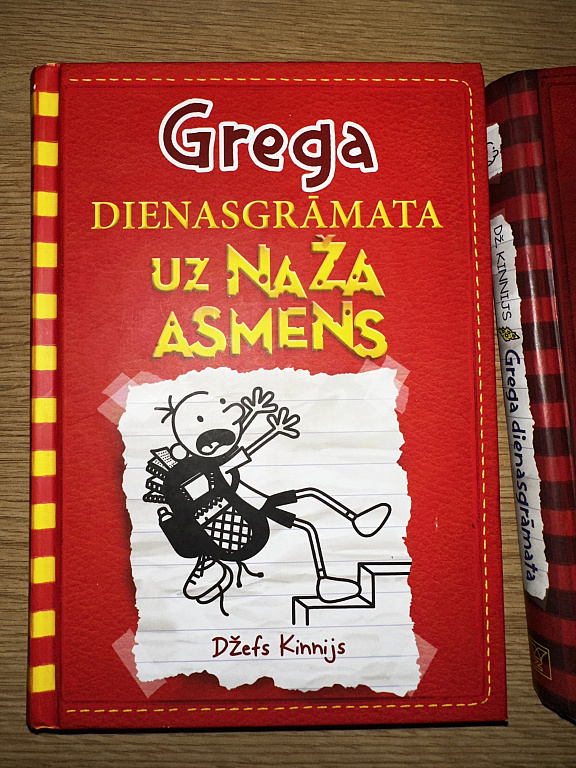 Grega
DIENASGRĀMATA
UZ NAŽA
ASMENS
Džefs Kinnijs
DŽ. KINNIJS Grega dienasgrāmata